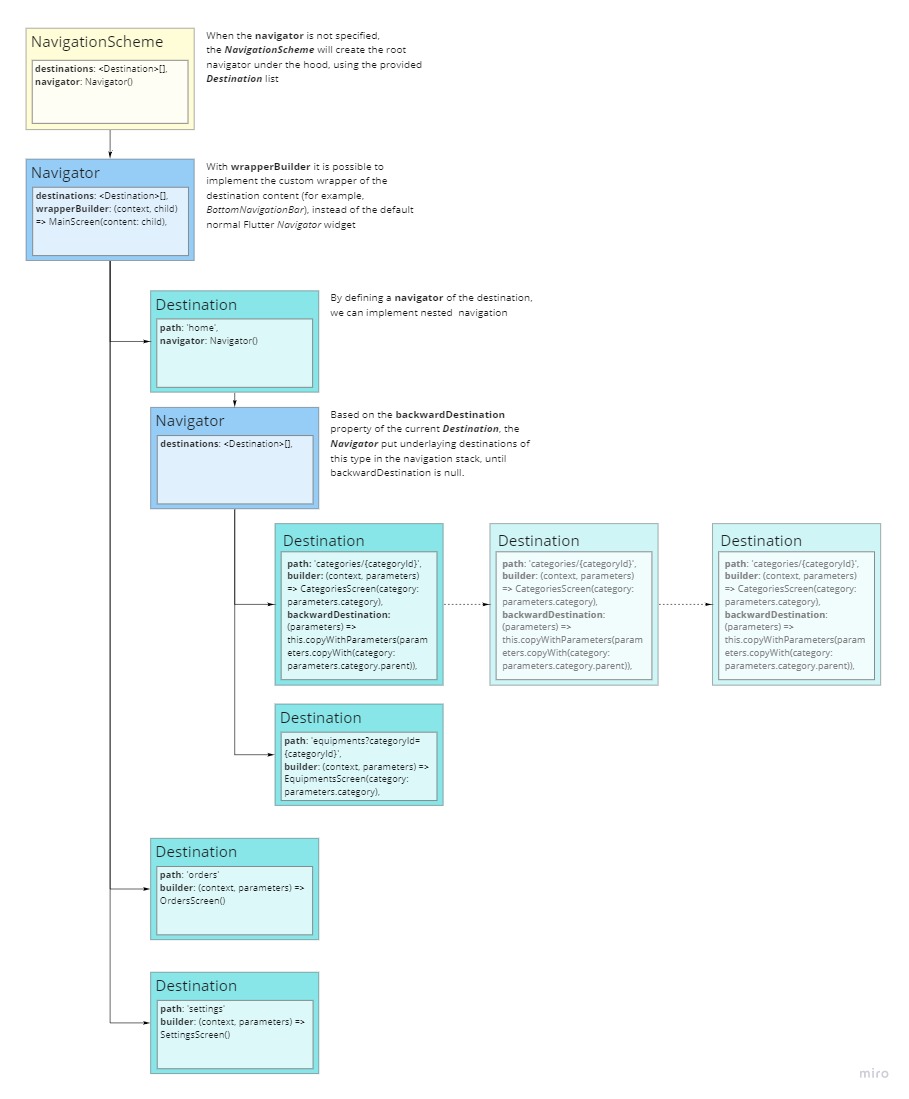 NavigationScheme
destinations: <Destination>[],
navigator: Navigator()
When the navigator is not specified,
the NavigationScheme will create the root
navigator under the hood, using the provided
Destination list
Navigator
destinations: <Destination>[],
wrapperBuilder: (context, child)
=> MainScreen(content: child),
With wrapperBuilder it is possible to
implement the custom wrapper of the
destination content (for example,
BottomNavigationBar), instead of the default
normal Flutter Navigator widget
Destination
path: 'home',
navigator: Navigator()
By defining a navigator of the destination,
we can implement nested  navigation
Navigator
destinations: <Destination>[],
Based on the backwardDestination
property of the current Destination, the
Navigator put underlaying destinations of
this type in the navigation stack, until
backwardDestination is null.
Destination
path: 'categories/{categoryId}',
builder: (context, parameters)
=> CategoriesScreen(category:
parameters.category),
backwardDestination:
(parameters) =>
this.copyWithParameters(param
eters.copyWith(category:
parameters.category.parent)),
Destination
path: 'categories/{categoryId}',
builder: (context, parameters)
=> CategoriesScreen(category:
parameters.category),
backwardDestination:
(parameters) =>
this.copyWithParameters(param
eters.copyWith(category:
parameters.category.parent)),
Destination
path: 'categories/{categoryId}',
builder: (context, parameters)
=> CategoriesScreen(category:
parameters.category),
backwardDestination:
(parameters) =>
this.copyWithParameters(param
eters.copyWith(category:
parameters.category.parent)),
Destination
path: 'equipments?categoryId=
{categoryId}',
builder: (context, parameters) =>
EquipmentsScreen(category:
parameters.category),
Destination
path: 'orders'
builder: (context, parameters) =>
OrdersScreen()
Destination
path: 'settings'
builder: (context, parameters) =>
SettingsScreen()
miro